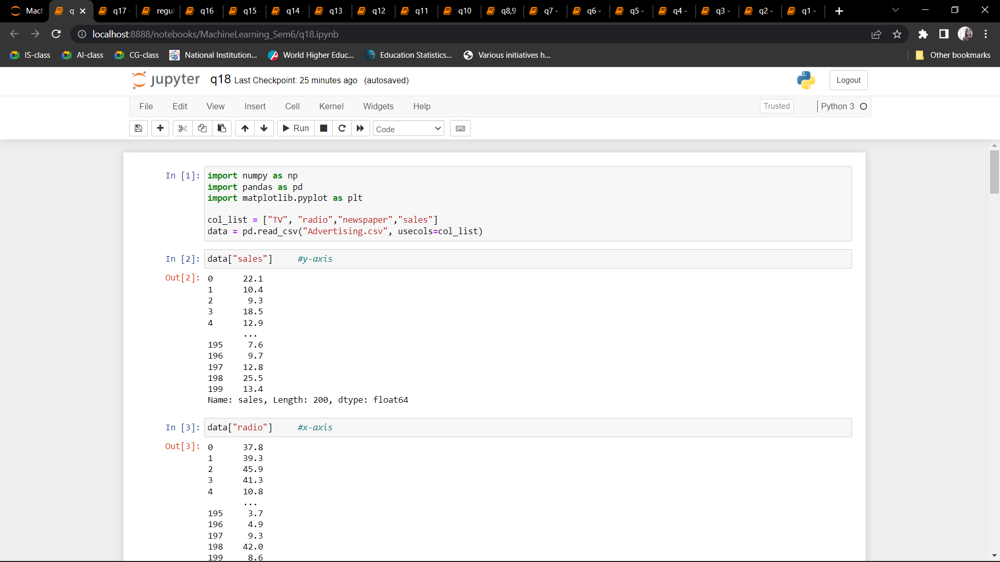 Mach
q
q17 -
regul
q16
q15
q14
q13
q12
q11
q10
q8,9
q7 -
q6 -
q5 -
q4 -
q3 -
q2 -
q1 -
localhost:8888/notebooks/MachineLearning_Sem6/q18.ipynb
IS-class
AI-class
CG-class
National Institution...
World Higher Educ...
Education Statistics...
Various initiatives h...
Other bookmarks
jupyter q18 Last Checkpoint: 25 minutes ago (autosaved)
Logout
File Edit View Insert Cell Kernel Widgets Help
Trusted
Python 3
Run
Code
In [1]: import numpy as np
import pandas as pd
import matplotlib.pyplot as plt
col_list = ["TV", "radio","newspaper","sales"]
data = pd.read_csv("Advertising.csv", usecols=col_list)
In [2]: data["sales"] #y-axis
Out[2]: 0 22.1
1 10.4
2 9.3
3 18.5
4 12.9
...
195 7.6
196 9.7
197 12.8
198 25.5
199 13.4
Name: sales, Length: 200, dtype: float64
In [3]: data["radio"] #x-axis
Out[3]: 0 37.8
1 39.3
2 45.9
3 41.3
4 10.8
...
195 3.7
196 4.9
197 9.3
198 42.0
199 8.6